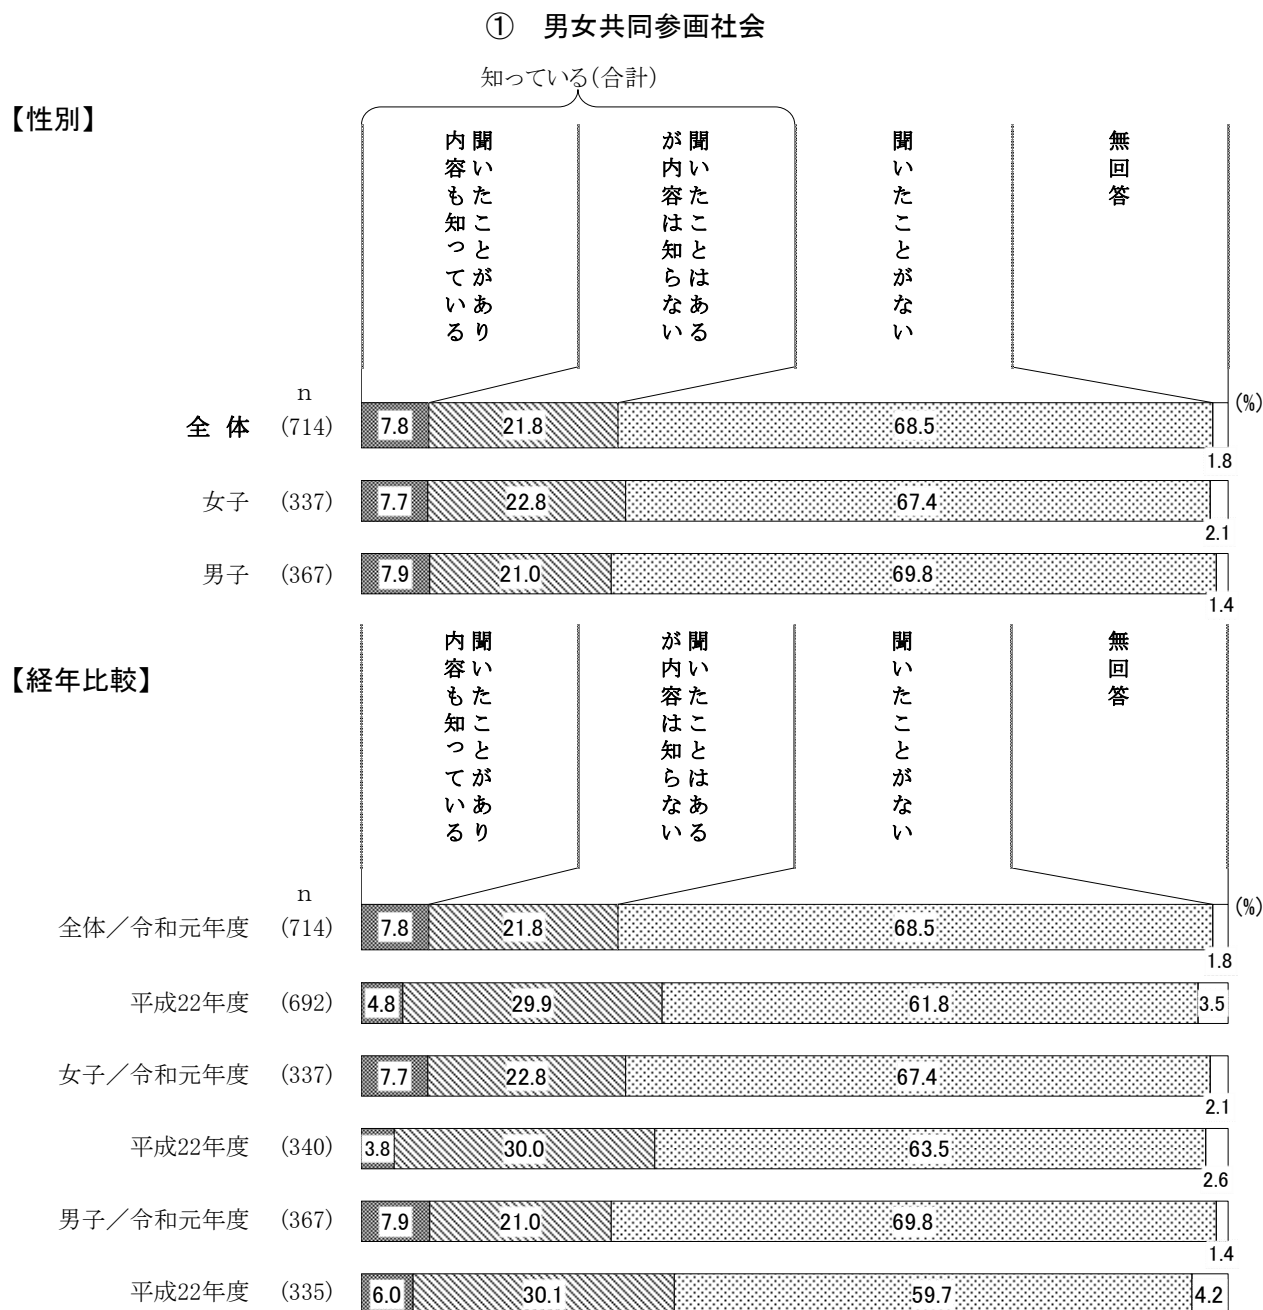 ① 男女共同参画社会
知っている(合計)
【性別】
聞いたことがあり
内容も知っている
聞いたことはある
が内容は知らない
聞いたことがない
無回答
n
(%)
全体 (714) 7.8 21.8 68.5 1.8
女子 (337) 7.7 22.8 67.4 2.1
男子 (367) 7.9 21.0 69.8 1.4
【経年比較】
聞いたことがあり
内容も知っている
聞いたことはある
が内容は知らない
聞いたことがない
無回答
n
(%)
全体／令和元年度 (714) 7.8 21.8 68.5 1.8
平成22年度 (692) 4.8 29.9 61.8 3.5
女子／令和元年度 (337) 7.7 22.8 67.4 2.1
平成22年度 (340) 3.8 30.0 63.5 2.6
男子／令和元年度 (367) 7.9 21.0 69.8 1.4
平成22年度 (335) 6.0 30.1 59.7 4.2